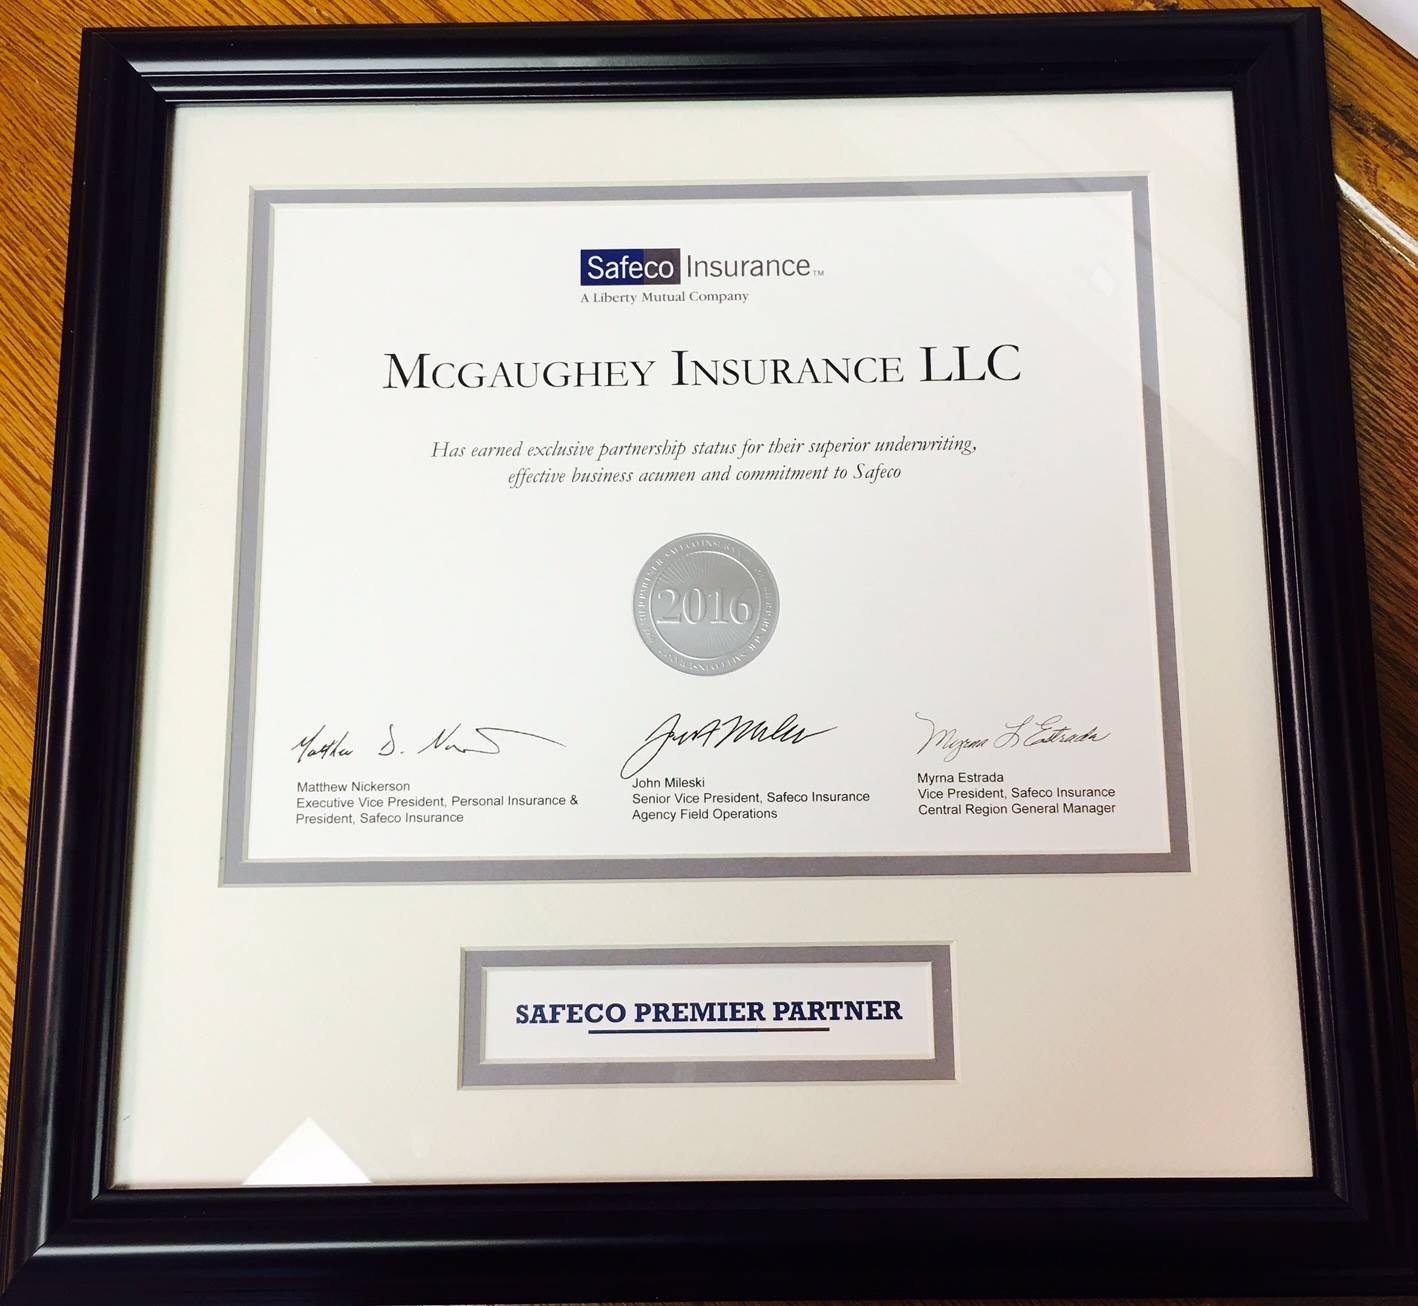 Safeco Insurance™
A Liberty Mutual Company
MCGAUGHEY INSURANCE LLC
Has earned exclusive partnership status for their superior underwriting,
effective business acumen and commitment to Safeco
2016
Matthew D.
Myrna L Estrada
Matthew Nickerson
Executive Vice President, Personal Insurance &
President, Safeco Insurance
John Mileski
Senior Vice President, Safeco Insurance
Agency Field Operations
Myrna Estrada
Vice President, Safeco Insurance
Central Region General Manager
SAFECO PREMIER PARTNER